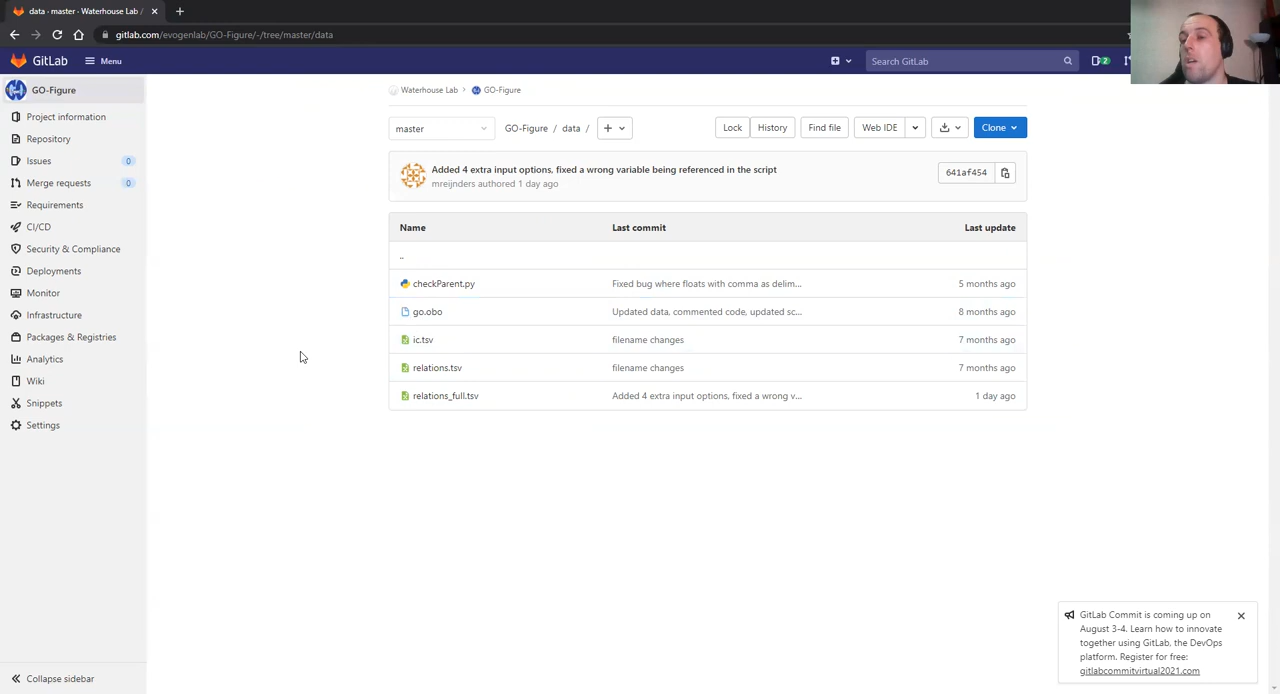 data · master · Waterhouse Lab /
gitlab.com/evogenlab/GO-Figure/-/tree/master/data
GitLab Menu Search GitLab 2
GO-Figure
Project information
Repository
Issues 0
Merge requests 0
Requirements
CI/CD
Security & Compliance
Deployments
Monitor
Infrastructure
Packages & Registries
Analytics
Wiki
Snippets
Settings
Collapse sidebar
Waterhouse Lab > GO-Figure
master GO-Figure / data / + Lock History Find file Web IDE Clone
Added 4 extra input options, fixed a wrong variable being referenced in the script
mreijnders authored 1 day ago
641af454
Name Last commit Last update
..
checkParent.py Fixed bug where floats with comma as delim... 5 months ago
go.obo Updated data, commented code, updated sc... 8 months ago
ic.tsv filename changes 7 months ago
relations.tsv filename changes 7 months ago
relations_full.tsv Added 4 extra input options, fixed a wrong v... 1 day ago
GitLab Commit is coming up on
August 3-4. Learn how to innovate
together using GitLab, the DevOps
platform. Register for free:
gitlabcommitvirtual2021.com